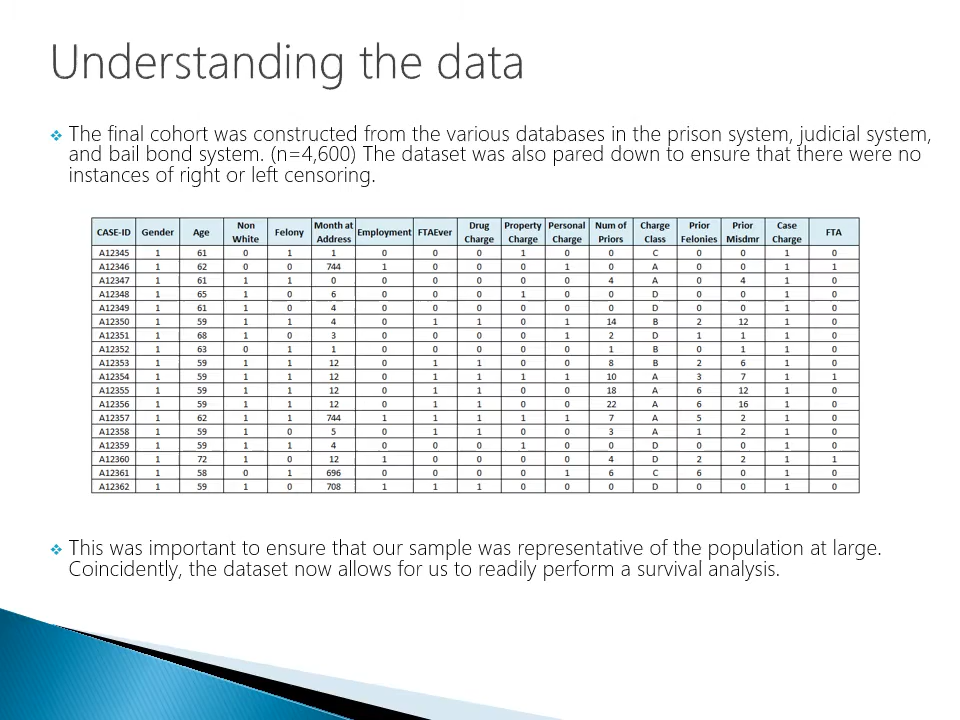 Understanding the data
The final cohort was constructed from the various databases in the prison system, judicial system,
and bail bond system. (n=4,600) The dataset was also pared down to ensure that there were no
instances of right or left censoring.
CASE-ID Gender Age Non White Felony Month at Address Employment FTAEver Drug Charge Property Charge Personal Charge Num of Priors Charge Class Prior Felonies Prior Misdmr Case Charge FTA
A12345 1 61 0 1 1 0 0 0 1 0 0 C 0 0 1 0
A12346 1 62 0 0 744 1 0 0 0 1 0 A 0 0 1 1
A12347 1 61 1 1 0 0 0 0 0 0 4 A 0 4 1 0
A12348 1 65 1 0 6 0 0 0 1 0 0 D 0 0 1 0
A12349 1 61 1 0 4 0 0 0 0 0 0 D 0 0 1 0
A12350 1 59 1 1 4 0 1 1 0 1 14 B 2 12 1 0
A12351 1 68 1 0 3 0 0 0 0 1 2 D 1 1 1 0
A12352 1 63 0 1 1 0 0 0 0 0 1 B 0 1 1 0
A12353 1 59 1 1 12 0 1 1 0 0 8 B 2 6 1 0
A12354 1 59 1 1 12 0 1 1 1 1 10 A 3 7 1 1
A12355 1 59 1 1 12 0 1 1 0 0 18 A 6 12 1 0
A12356 1 59 1 1 12 0 1 1 0 0 22 A 6 16 1 0
A12357 1 62 1 1 744 1 1 1 1 1 7 A 5 2 1 0
A12358 1 59 1 0 5 0 1 1 0 0 3 A 1 2 1 0
A12359 1 59 1 1 4 0 0 0 1 0 0 D 0 0 1 0
A12360 1 72 1 0 12 1 0 0 0 0 4 D 2 2 1 1
A12361 1 58 0 1 696 0 0 0 0 1 6 C 6 0 1 0
A12362 1 59 1 0 708 1 1 1 0 0 0 D 0 0 1 0
This was important to ensure that our sample was representative of the population at large.
Coincidently, the dataset now allows for us to readily perform a survival analysis.